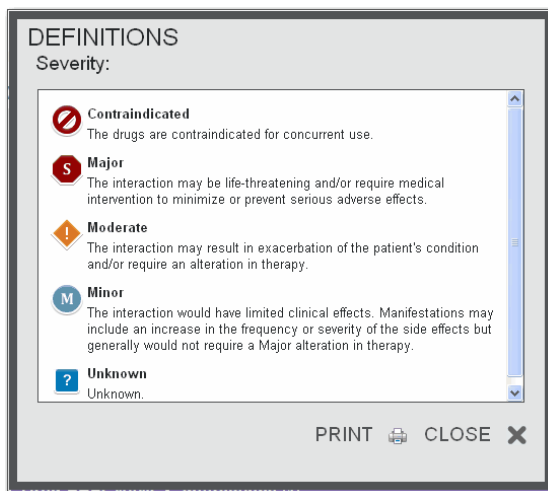 DEFINITIONS
Severity:
Contraindicated
The drugs are contraindicated for concurrent use.
S
Major
The interaction may be life-threatening and/or require medical
intervention to minimize or prevent serious adverse effects.
!
Moderate
The interaction may result in exacerbation of the patient's condition
and/or require an alteration in therapy.
M
Minor
The interaction would have limited clinical effects. Manifestations may
include an increase in the frequency or severity of the side effects but
generally would not require a Major alteration in therapy.
?
Unknown
Unknown.
PRINT CLOSE